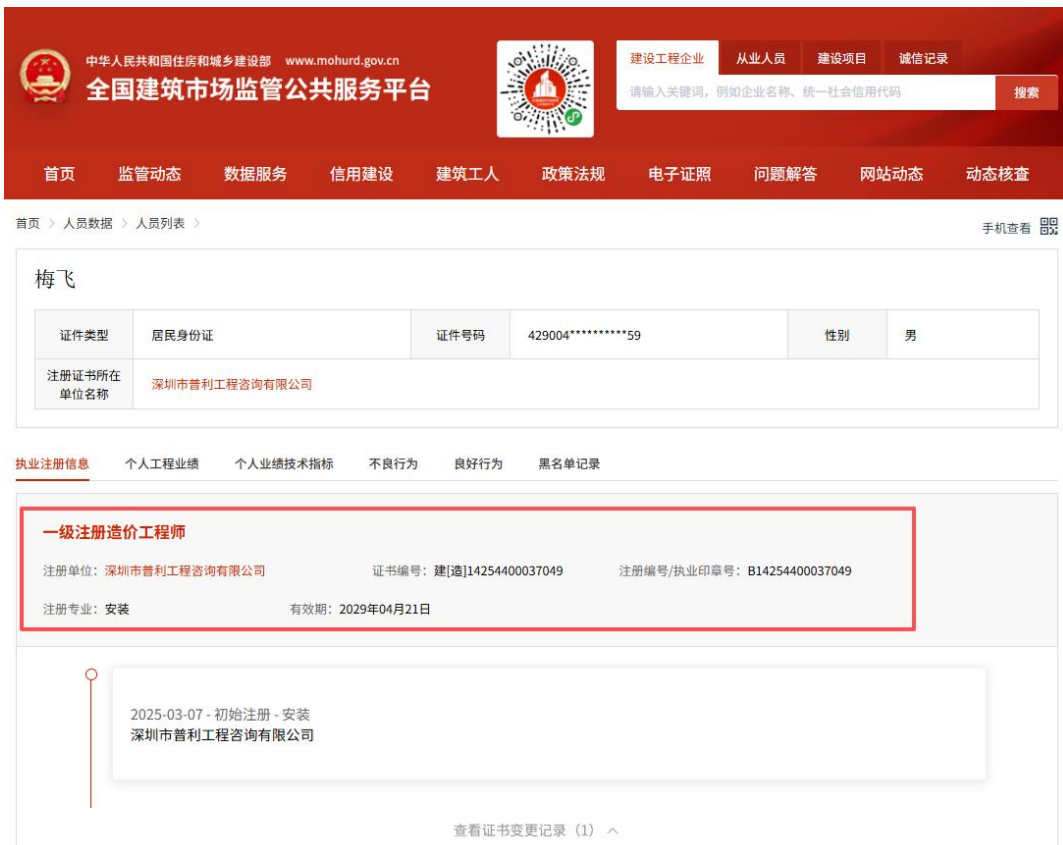 中华人民共和国住房和城乡建设部 www.mohurd.gov.cn
全国建筑市场监管公共服务平台
建设工程企业 从业人员 建设项目 诚信记录
请输入关键词，例如企业名称、统一社会信用代码 搜索
首页 监管动态 数据服务 信用建设 建筑工人 政策法规 电子证照 问题解答 网站动态 动态核查
首页 > 人员数据 > 人员列表 >
手机查看
梅飞
证件类型 居民身份证 证件号码 429004**********59 性别 男
注册证书所在
单位名称
深圳市普利工程咨询有限公司
执业注册信息 个人工程业绩 个人业绩技术指标 不良行为 良好行为 黑名单记录
一级注册造价工程师
注册单位：深圳市普利工程咨询有限公司 证书编号：建[造]14254400037049 注册编号/执业印章号：B14254400037049
注册专业：安装 有效期：2029年04月21日
2025-03-07 - 初始注册 - 安装
深圳市普利工程咨询有限公司
查看证书变更记录（1）